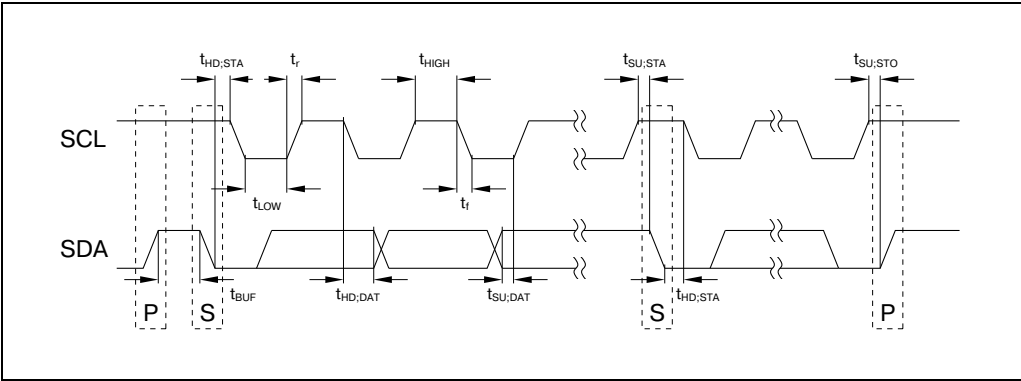 tHD;STA tr tHIGH tSU;STA tSU;STO
SCL
tLOW tf
SDA
tBUF tHD;DAT tSU;DAT tHD;STA
P S S P